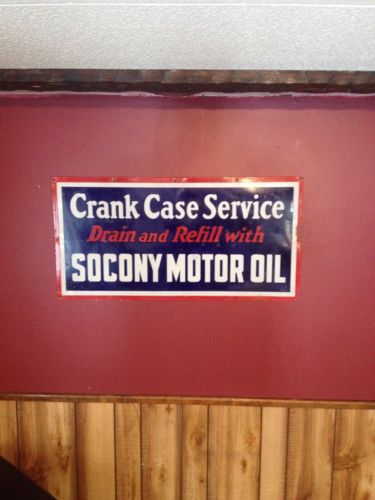 Crank Case Service
Drain and Refill with
SOCONY MOTOR OIL